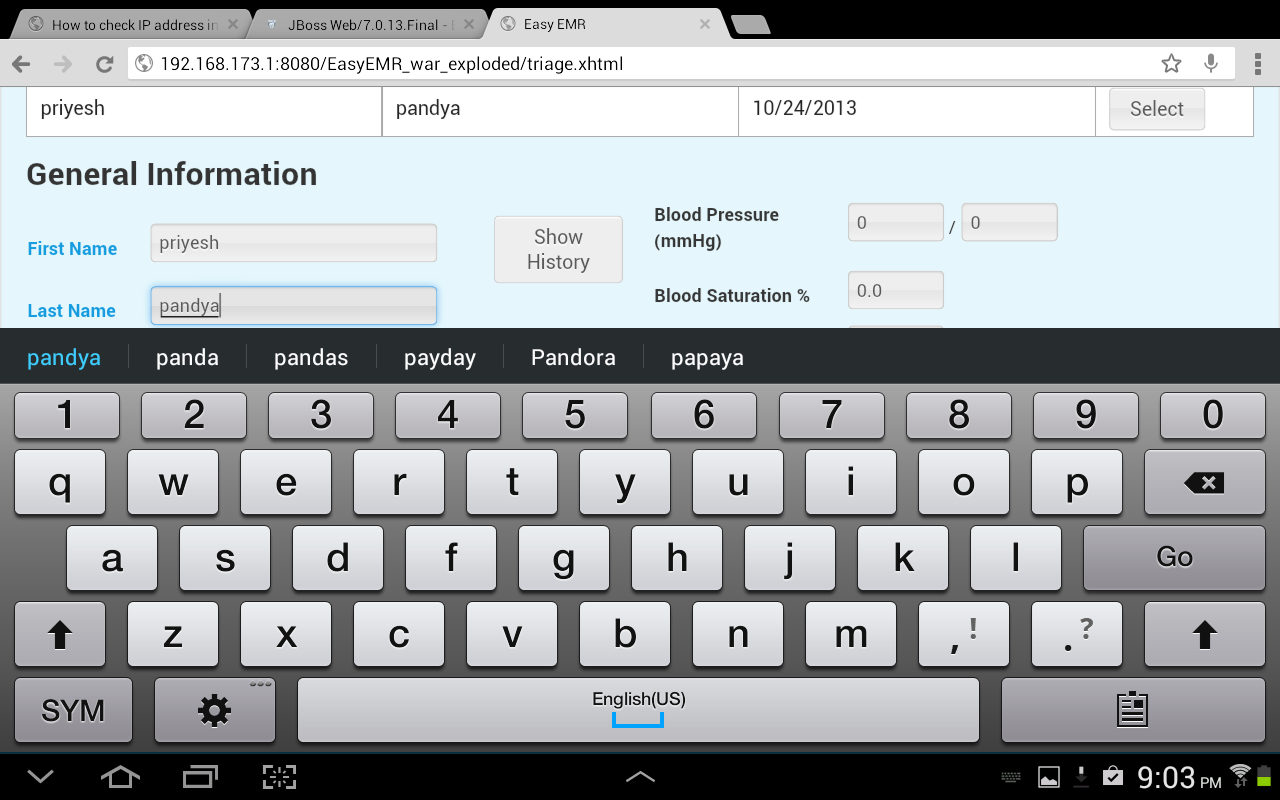 How to check IP address in
JBoss Web/7.0.13.Final - E
Easy EMR
192.168.173.1:8080/EasyEMR_war_exploded/triage.xhtml
priyesh pandya 10/24/2013 Select
General Information
First Name priyesh
Show History
Blood Pressure (mmHg) 0 / 0
Last Name pandya
Blood Saturation % 0.0
pandya panda pandas payday Pandora papaya
1 2 3 4 5 6 7 8 9 0
q w e r t y u i o p
a s d f g h j k l Go
z x c v b n m ,! .?
SYM English(US)
9:03 PM